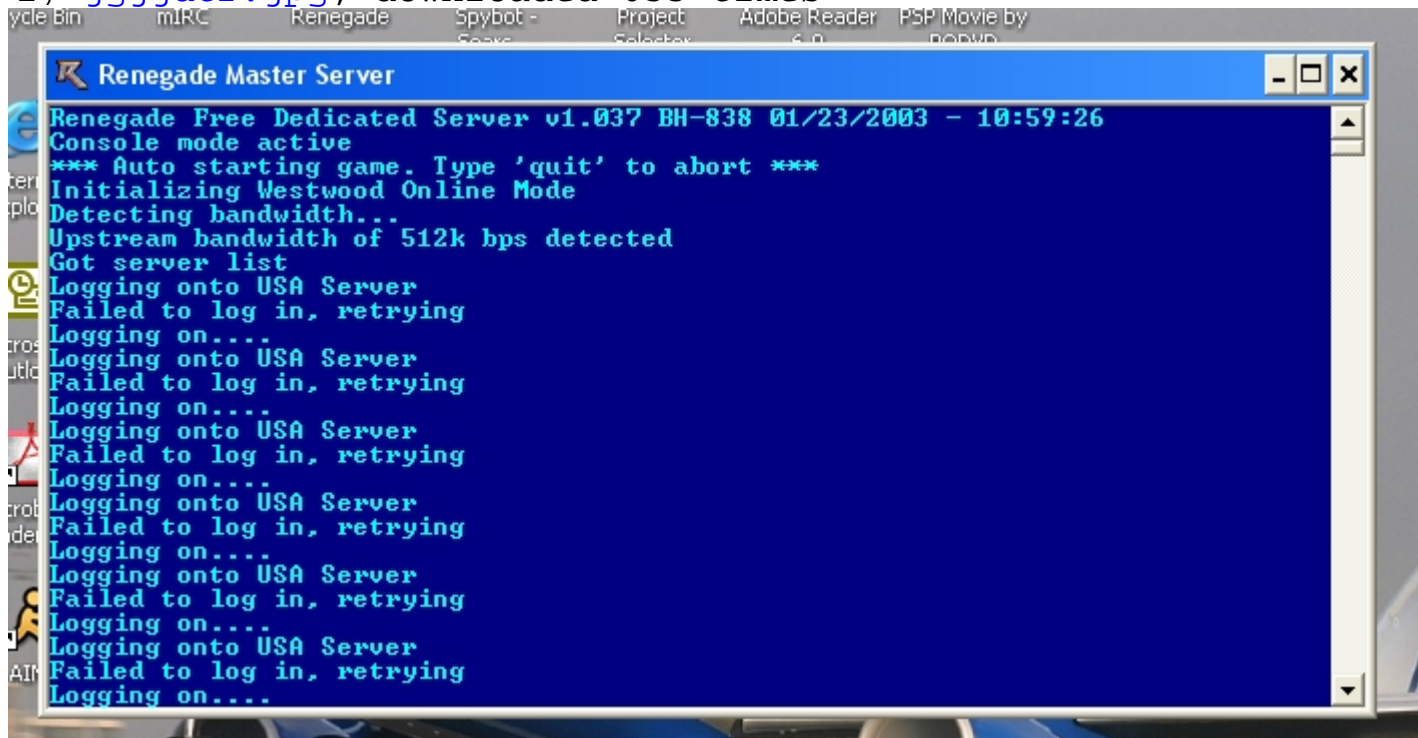 ycle Bin mIRC Renegade Spybot - Project Adobe Reader PSP Movie by
Renegade Master Server
Renegade Free Dedicated Server v1.037 BH-838 01/23/2003 - 10:59:26
Console mode active
*** Auto starting game. Type 'quit' to abort ***
Initializing Westwood Online Mode
Detecting bandwidth...
Upstream bandwidth of 512k bps detected
Got server list
Logging onto USA Server
Failed to log in, retrying
Logging on....
Logging onto USA Server
Failed to log in, retrying
Logging on....
Logging onto USA Server
Failed to log in, retrying
Logging on....
Logging onto USA Server
Failed to log in, retrying
Logging on....
Logging onto USA Server
Failed to log in, retrying
Logging on....
Logging onto USA Server
Failed to log in, retrying
Logging on....